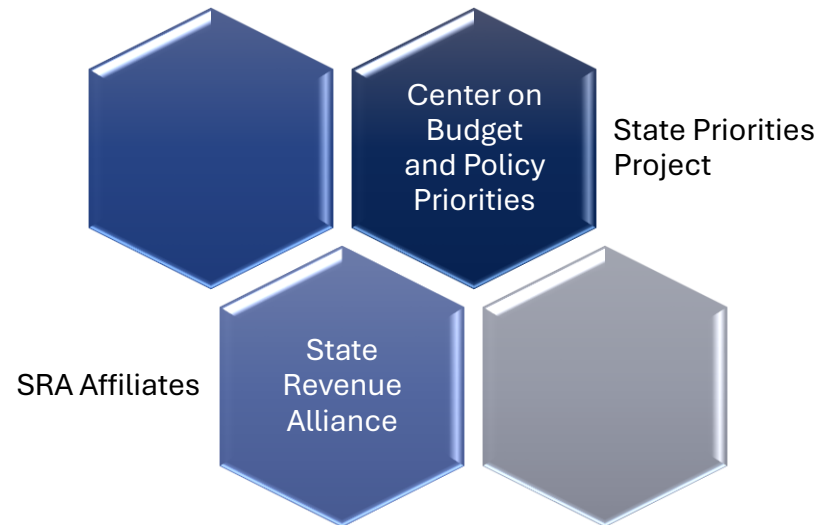 Center on
Budget
and Policy
Priorities
State Priorities
Project
SRA Affiliates
State
Revenue
Alliance